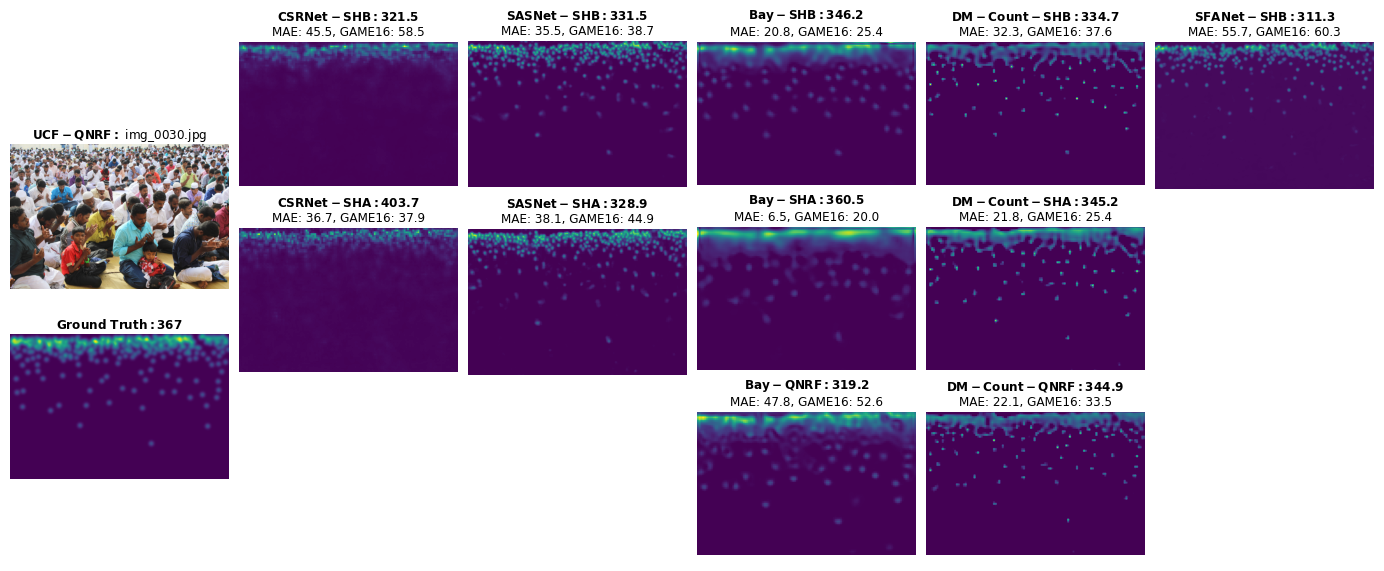 CSRNet − SHB : 321.5
MAE: 45.5, GAME16: 58.5
SASNet − SHB : 331.5
MAE: 35.5, GAME16: 38.7
Bay − SHB : 346.2
MAE: 20.8, GAME16: 25.4
DM − Count − SHB : 334.7
MAE: 32.3, GAME16: 37.6
SFANet − SHB : 311.3
MAE: 55.7, GAME16: 60.3
UCF − QNRF : img_0030.jpg
CSRNet − SHA : 403.7
MAE: 36.7, GAME16: 37.9
SASNet − SHA : 328.9
MAE: 38.1, GAME16: 44.9
Bay − SHA : 360.5
MAE: 6.5, GAME16: 20.0
DM − Count − SHA : 345.2
MAE: 21.8, GAME16: 25.4
Ground Truth : 367
Bay − QNRF : 319.2
MAE: 47.8, GAME16: 52.6
DM − Count − QNRF : 344.9
MAE: 22.1, GAME16: 33.5